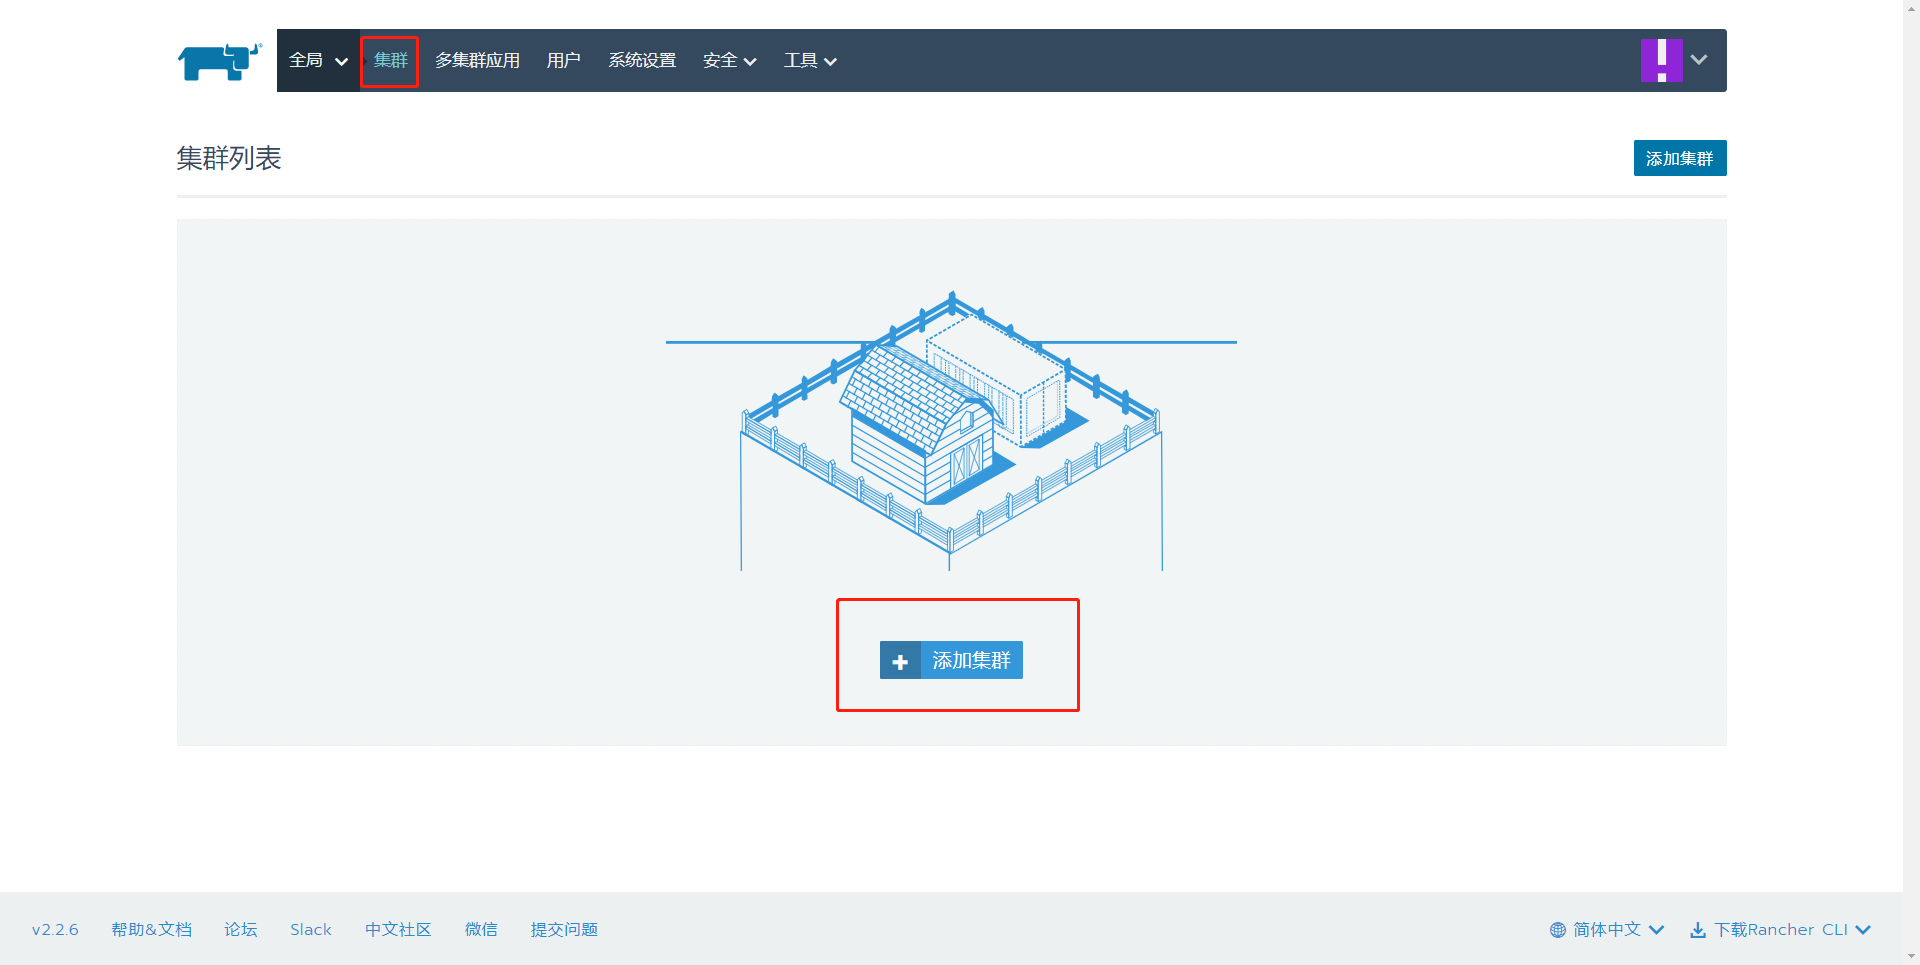 全局 集群 多集群应用 用户 系统设置 安全 工具
集群列表 添加集群
添加集群
v2.2.6 帮助&文档 论坛 Slack 中文社区 微信 提交问题 简体中文 下载Rancher CLI